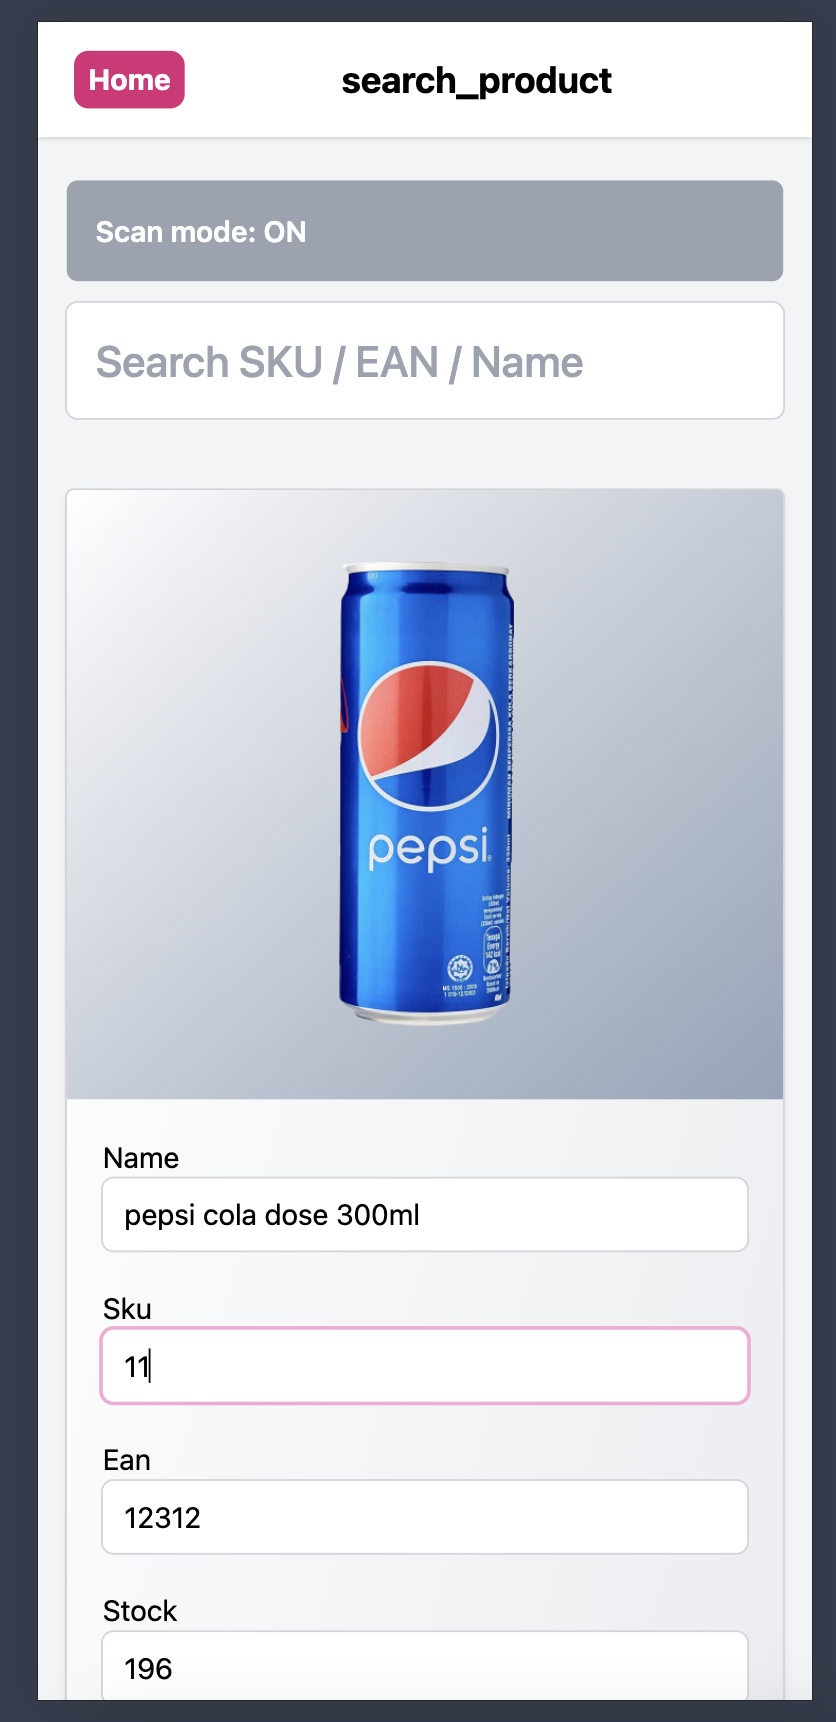 Home
search_product
Scan mode: ON
Search SKU / EAN / Name
pepsi
Name
pepsi cola dose 300ml
Sku
11
Ean
12312
Stock
196